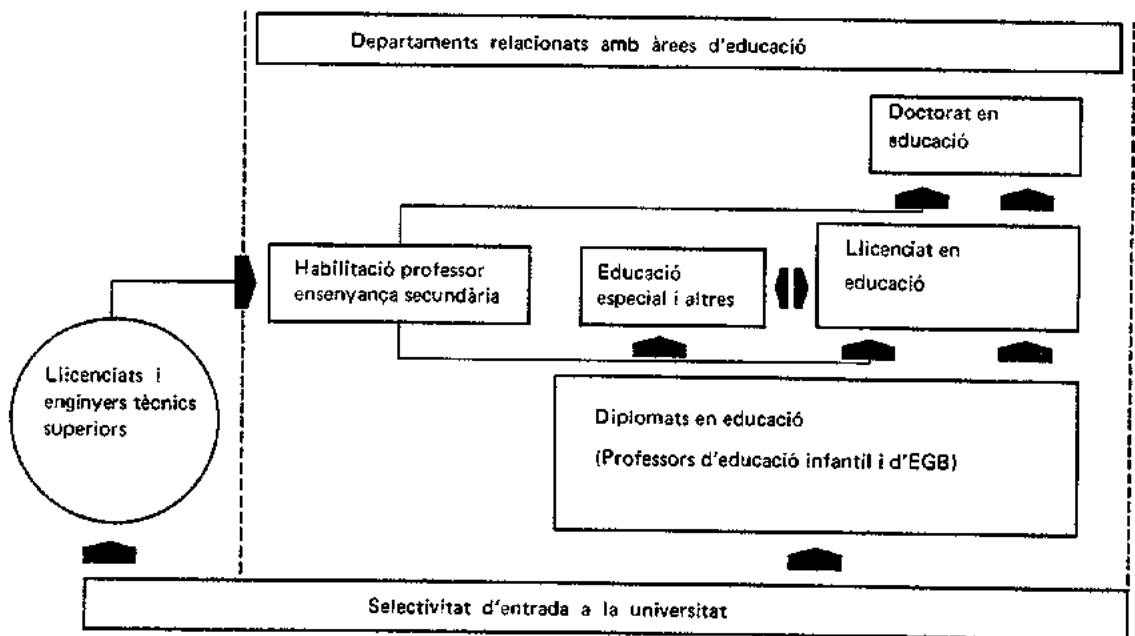 Departaments relacionats amb àrees d'educació
Doctorat en
educació
Habilitació professor
ensenyança secundària
Educació
especial i altres
Llicenciat en
educació
Llicenciats i
enginyers tècnics
superiors
Diplomats en educació
(Professors d'educació infantil i d'EGB)
Selectivitat d'entrada a la universitat